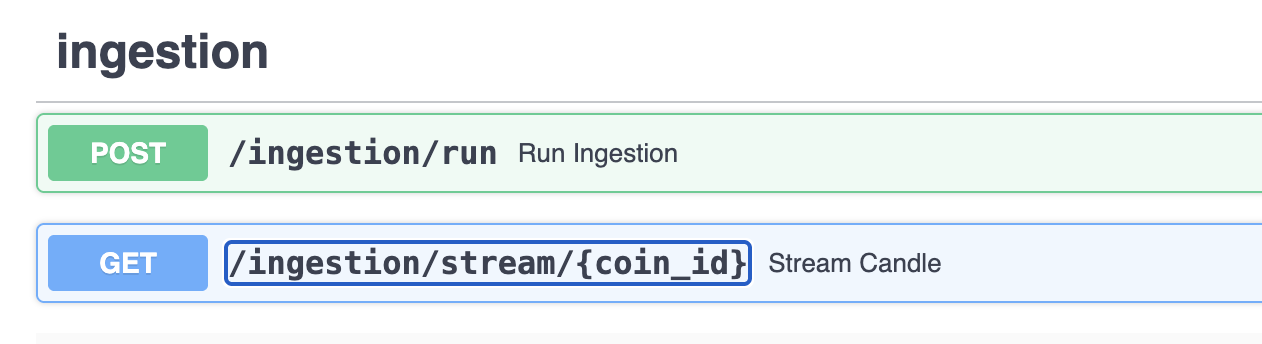 ingestion
POST /ingestion/run Run Ingestion
GET /ingestion/stream/{coin_id} Stream Candle